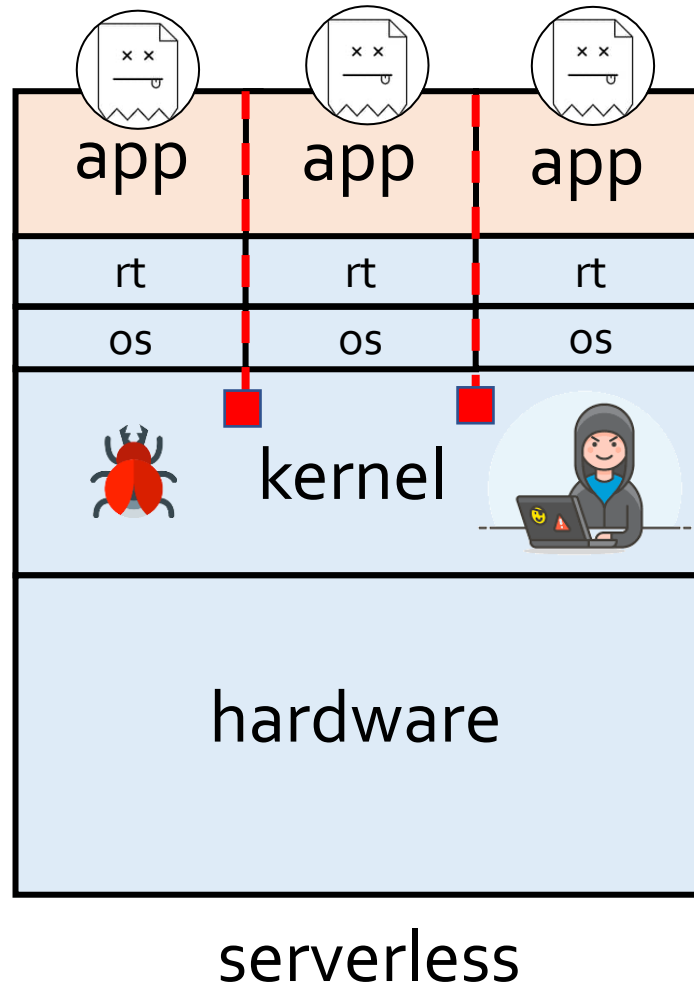 app app app
rt rt rt
os os os
kernel
hardware
serverless